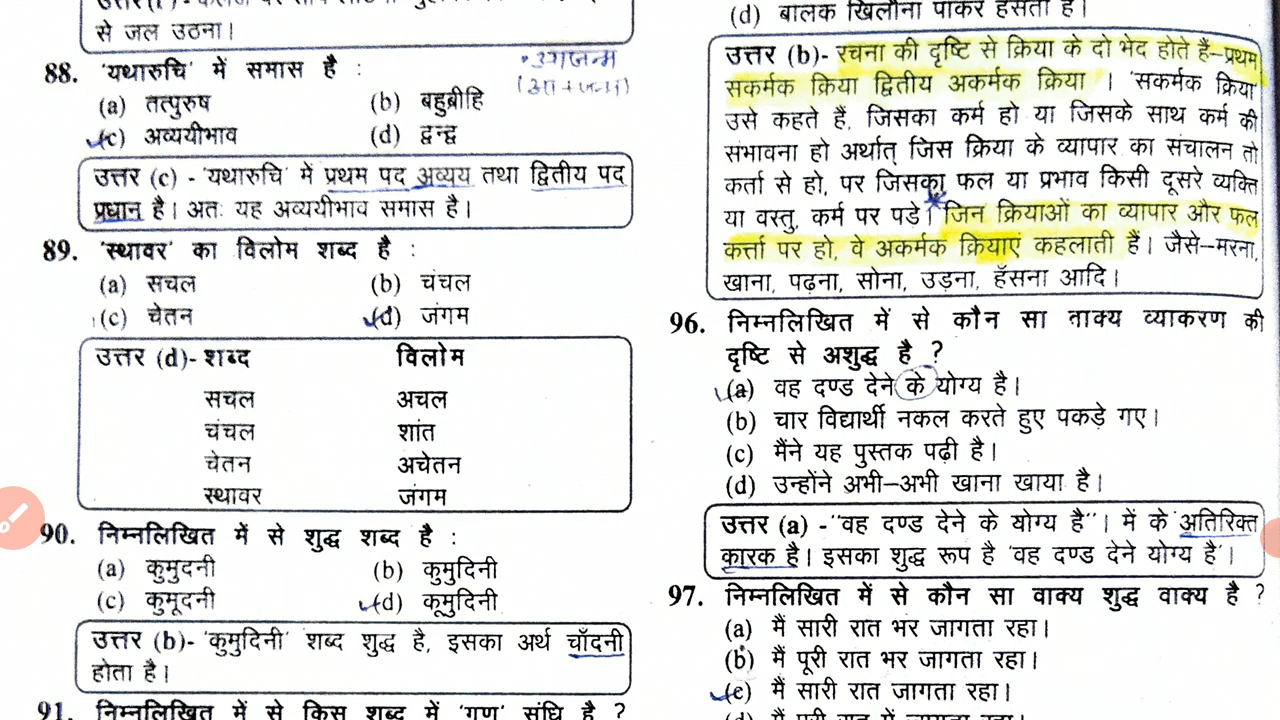 से जल उठना।
88. 'यथारुचि' में समास है :
• आजन्म
(आ + जन्म)
(a) तत्पुरुष (b) बहुब्रीहि
(c) अव्ययीभाव (d) द्वन्द्व
उत्तर (c) - 'यथारुचि' में प्रथम पद अव्यय तथा द्वितीय पद
प्रधान है। अतः यह अव्ययीभाव समास है।
89. 'स्थावर' का विलोम शब्द है :
(a) सचल (b) चंचल
(c) चेतन (d) जंगम
उत्तर (d)- शब्द विलोम
सचल अचल
चंचल शांत
चेतन अचेतन
स्थावर जंगम
90. निम्नलिखित में से शुद्ध शब्द है :
(a) कुमुदनी (b) कुमुदिनी
(c) कुमूदनी (d) कूमुदिनी
उत्तर (b)- 'कुमुदिनी' शब्द शुद्ध है, इसका अर्थ चाँदनी
होता है।
91. निम्नलिखित में से किस शब्द में 'गुण' संधि है ?
(d) बालक खिलौना पाकर हंसता है।
उत्तर (b)- रचना की दृष्टि से क्रिया के दो भेद होते हैं–प्रथम
सकर्मक क्रिया द्वितीय अकर्मक क्रिया । 'सकर्मक क्रिया
उसे कहते हैं, जिसका कर्म हो या जिसके साथ कर्म की
संभावना हो अर्थात् जिस क्रिया के व्यापार का संचालन तो
कर्ता से हो, पर जिसका फल या प्रभाव किसी दूसरे व्यक्ति
या वस्तु, कर्म पर पड़े। जिन क्रियाओं का व्यापार और फल
कर्त्ता पर हो, वे अकर्मक क्रियाएं कहलाती हैं। जैसे–मरना,
खाना, पढ़ना, सोना, उड़ना, हँसना आदि।
96. निम्नलिखित में से कौन सा वाक्य व्याकरण की
दृष्टि से अशुद्ध है ?
(a) वह दण्ड देने के योग्य है।
(b) चार विद्यार्थी नकल करते हुए पकड़े गए।
(c) मैंने यह पुस्तक पढ़ी है।
(d) उन्होंने अभी–अभी खाना खाया है।
उत्तर (a) -"वह दण्ड देने के योग्य है"। में के अतिरिक्त
कारक है। इसका शुद्ध रूप है 'वह दण्ड देने योग्य है'।
97. निम्नलिखित में से कौन सा वाक्य शुद्ध वाक्य है ?
(a) मैं सारी रात भर जागता रहा।
(b) मैं पूरी रात भर जागता रहा।
(c) मैं सारी रात जागता रहा।
(d) मैं पूरी रात में जागता रहा।